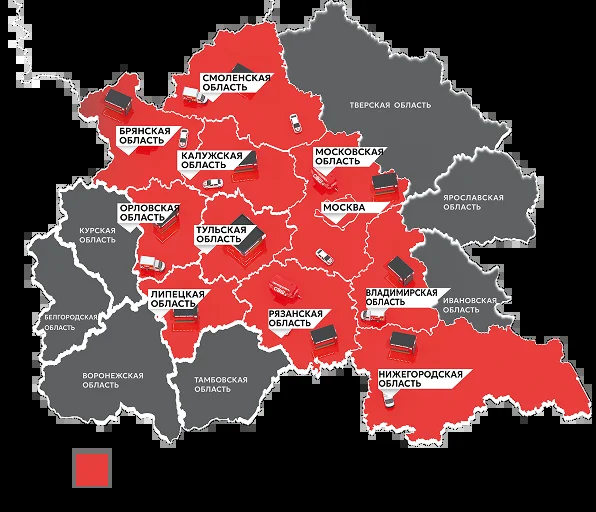 СМОЛЕНСКАЯ
ОБЛАСТЬ
ТВЕРСКАЯ ОБЛАСТЬ
БРЯНСКАЯ
ОБЛАСТЬ
КАЛУЖСКАЯ
ОБЛАСТЬ
МОСКОВСКАЯ
ОБЛАСТЬ
ЯРОСЛАВСКАЯ
ОБЛАСТЬ
ОРЛОВСКАЯ
ОБЛАСТЬ
МОСКВА
КУРСКАЯ
ОБЛАСТЬ
ТУЛЬСКАЯ
ОБЛАСТЬ
ЛИПЕЦКАЯ
ОБЛАСТЬ
ВЛАДИМИРСКАЯ
ОБЛАСТЬ
ИВАНОВСКАЯ
ОБЛАСТЬ
БЕЛГОРОДСКАЯ
ОБЛАСТЬ
РЯЗАНСКАЯ
ОБЛАСТЬ
ВОРОНЕЖСКАЯ
ОБЛАСТЬ
ТАМБОВСКАЯ
ОБЛАСТЬ
НИЖЕГОРОДСКАЯ
ОБЛАСТЬ